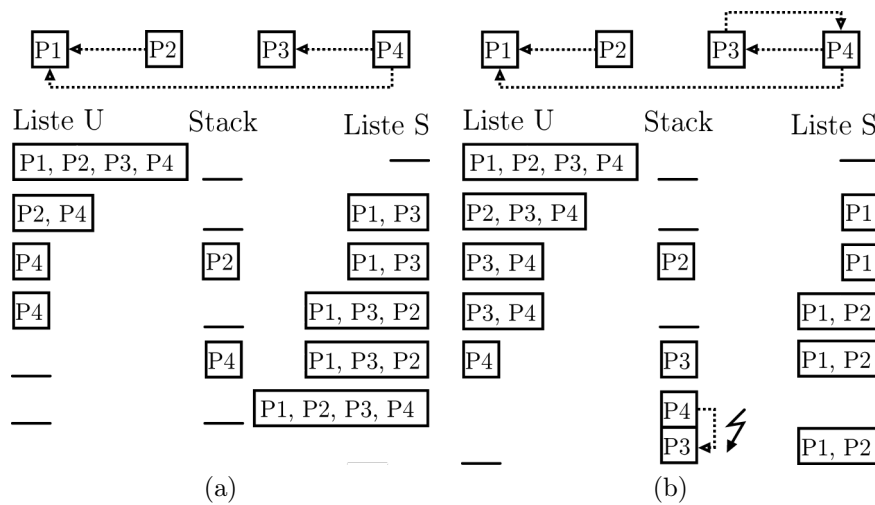 P1 P2 P3 P4 P1 P2 P3 P4
Liste U Stack Liste S Liste U Stack Liste S
P1, P2, P3, P4 P1, P2, P3, P4
P2, P4 P1, P3 P2, P3, P4 P1
P4 P2 P1, P3 P3, P4 P2 P1
P4 P1, P3, P2 P3, P4 P1, P2
P4 P1, P3, P2 P4 P3 P1, P2
P1, P2, P3, P4 P4
P3 P1, P2
(a) (b)